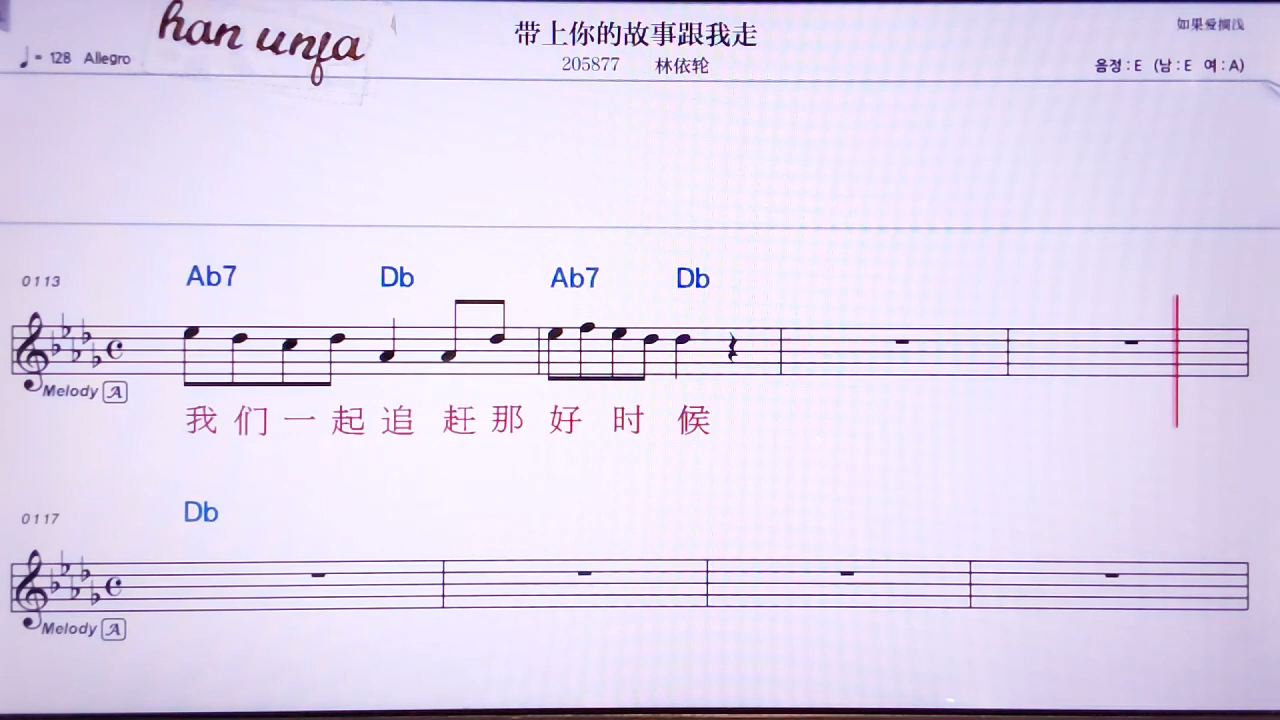 han unfa
带上你的故事跟我走
如果爱搁浅
♩= 128 Allegro
205877 林依轮
음정 : E (남 : E 여 : A)
0113
Ab7 Db Ab7 Db
Melody A
我们一起追赶那好时候
0117
Db
Melody A